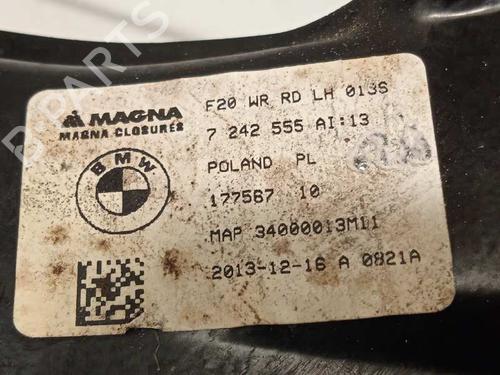 MAGNA
MAGNA CLOSURES
BMW
F20 WR RD LH 013S
7 242 555 AI:13
POLAND PL
177567 10
MAP 34000013M11
2013-12-16 A 0821A
B PARTS